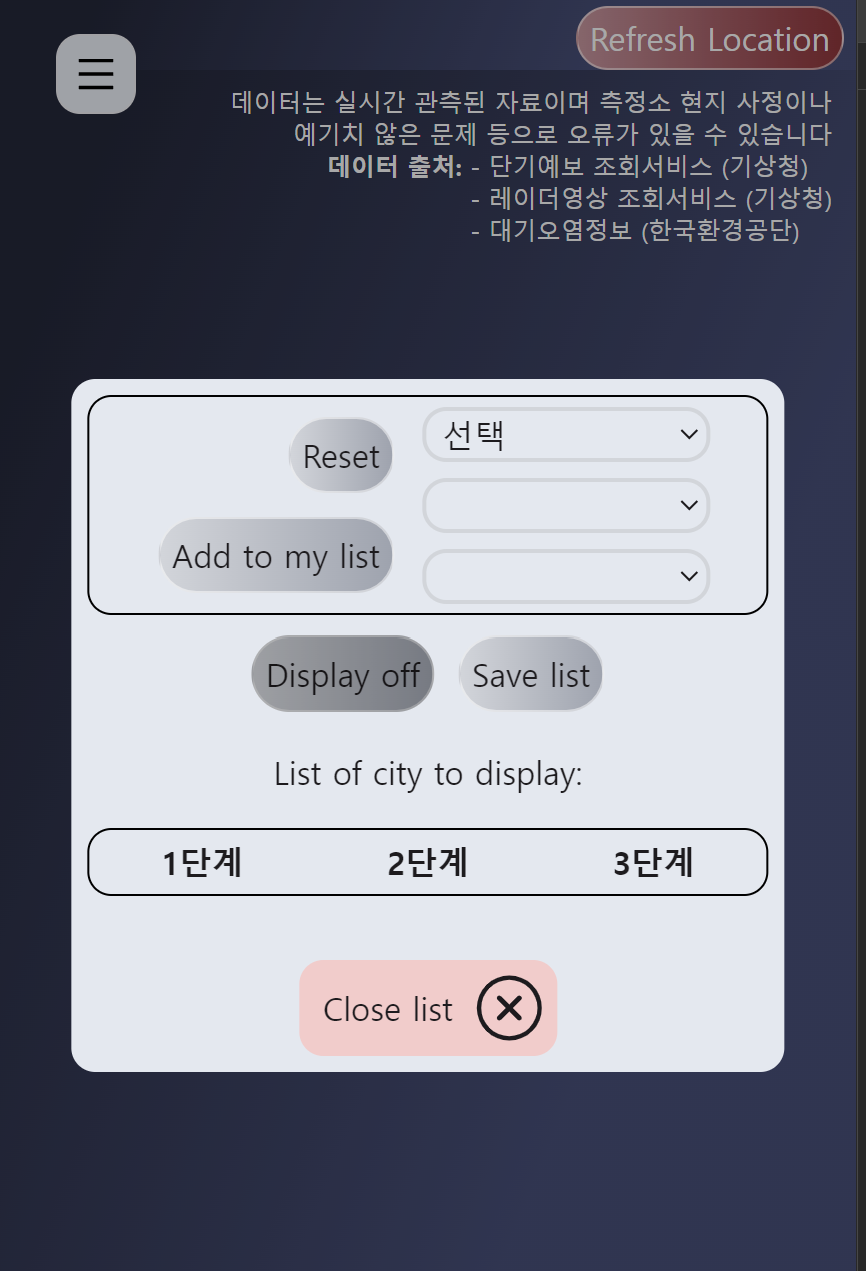 Refresh Location
데이터는 실시간 관측된 자료이며 측정소 현지 사정이나
예기치 않은 문제 등으로 오류가 있을 수 있습니다
데이터 출처: - 단기예보 조회서비스 (기상청)
- 레이더영상 조회서비스 (기상청)
- 대기오염정보 (한국환경공단)
Reset
선택
Add to my list
Display off
Save list
List of city to display:
1단계 2단계 3단계
Close list